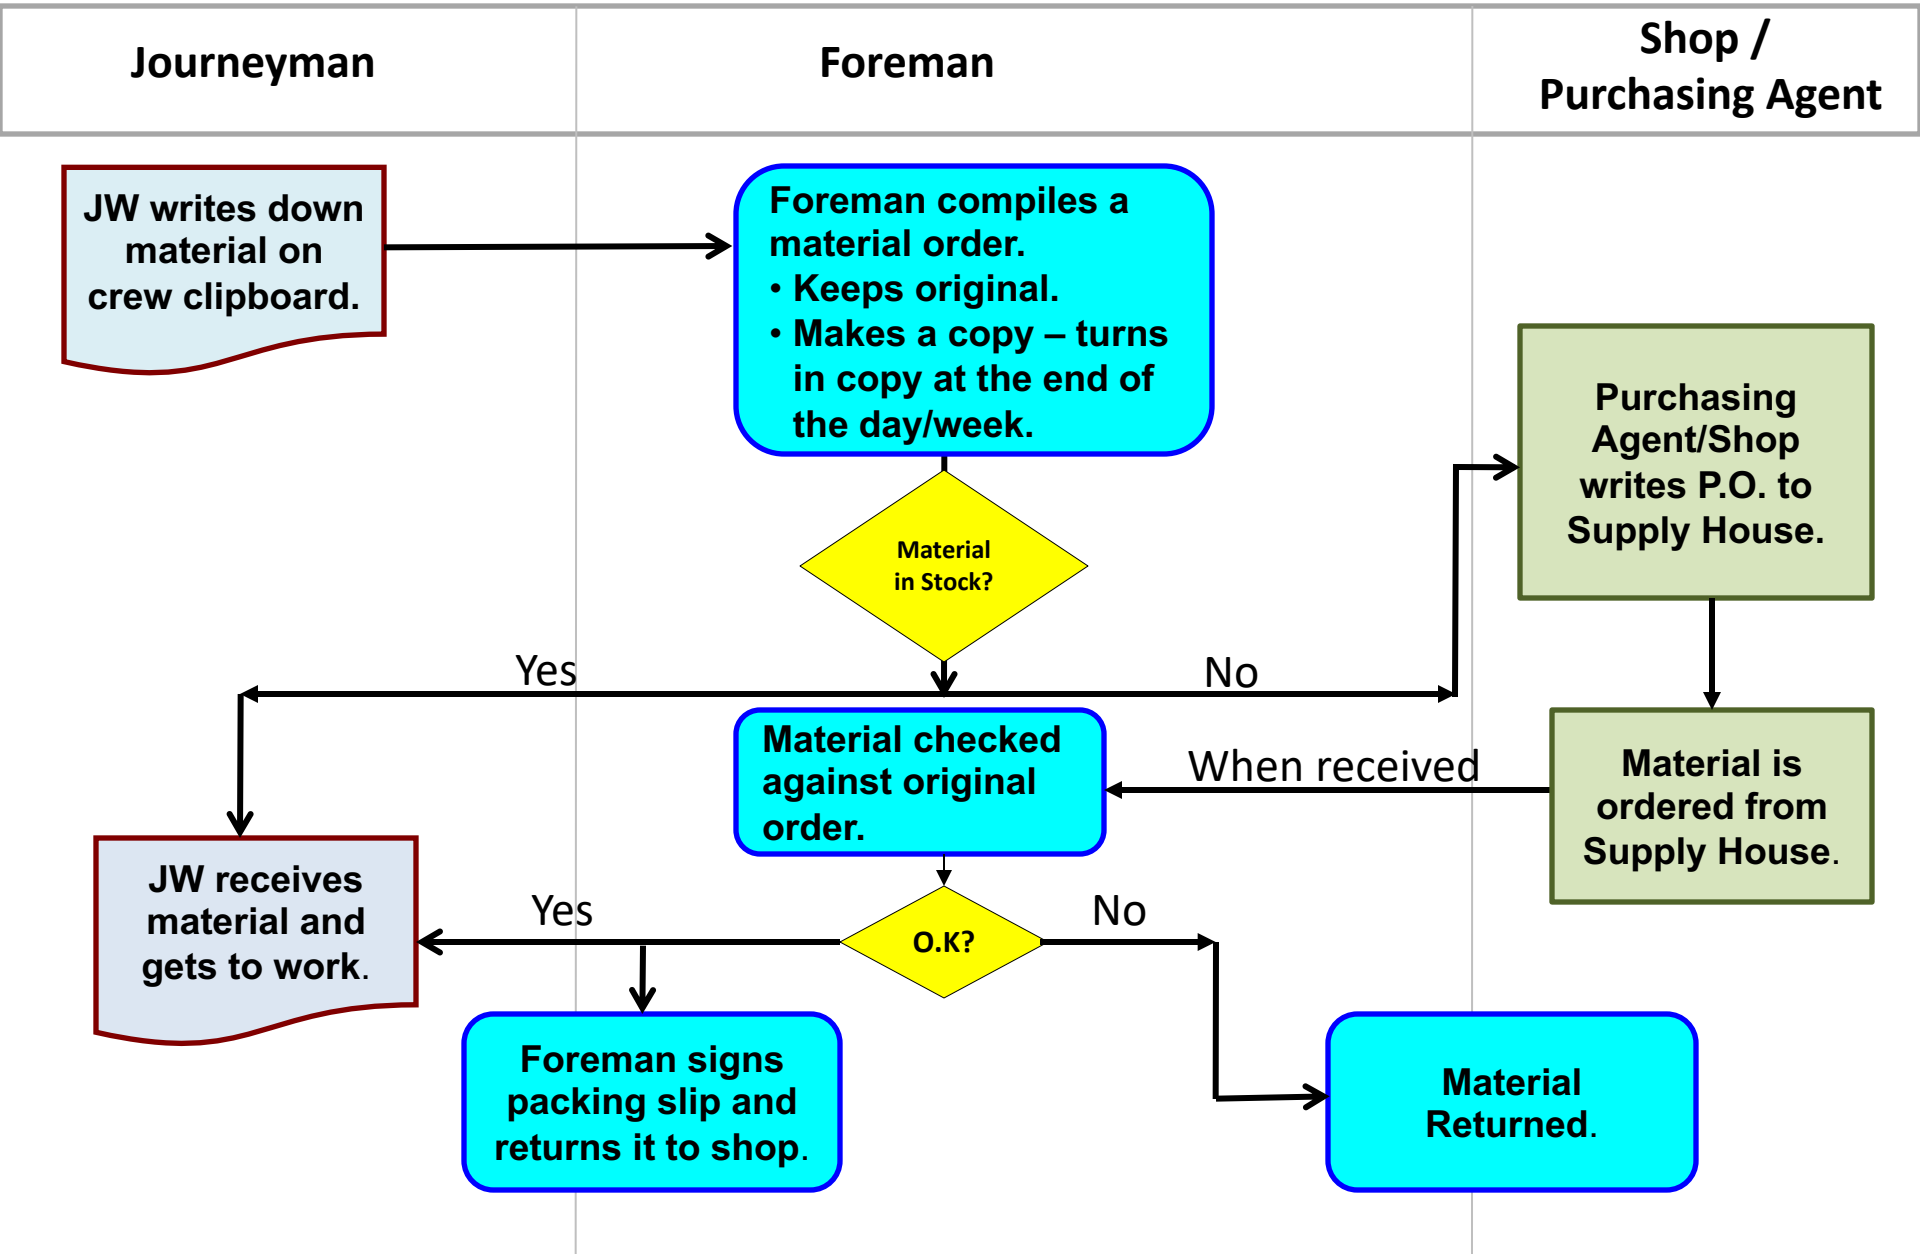 Journeyman
Foreman
Shop /
Purchasing Agent
JW writes down
material on
crew clipboard.
Foreman compiles a
material order.
• Keeps original.
• Makes a copy – turns
in copy at the end of
the day/week.
Purchasing
Agent/Shop
writes P.O. to
Supply House.
Material
in Stock?
Yes
No
Material checked
against original
order.
When received
Material is
ordered from
Supply House.
JW receives
material and
gets to work.
Yes
O.K?
No
Foreman signs
packing slip and
returns it to shop.
Material
Returned.